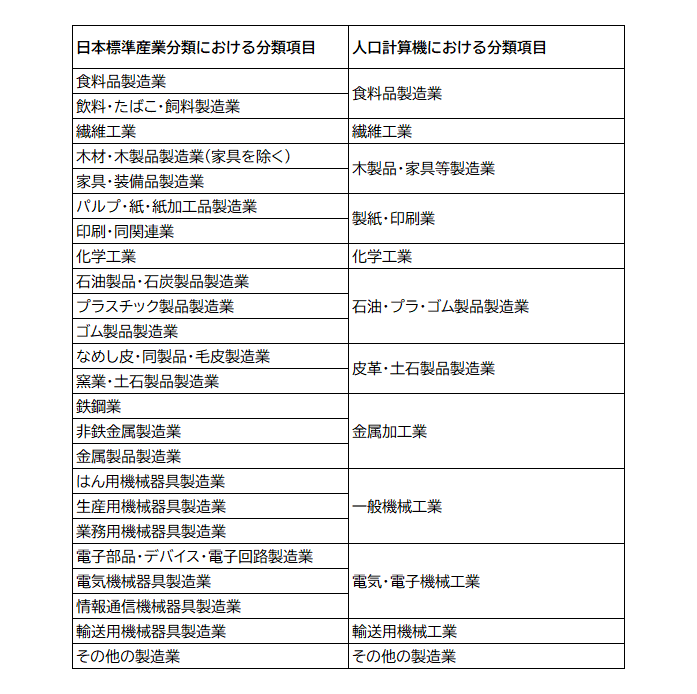 日本標準産業分類における分類項目 人口計算機における分類項目
食料品製造業 食料品製造業
飲料・たばこ・飼料製造業
繊維工業 繊維工業
木材・木製品製造業（家具を除く） 木製品・家具等製造業
家具・装備品製造業
パルプ・紙・紙加工品製造業 製紙・印刷業
印刷・同関連業
化学工業 化学工業
石油製品・石炭製品製造業 石油・プラ・ゴム製品製造業
プラスチック製品製造業
ゴム製品製造業
なめし皮・同製品・毛皮製造業 皮革・土石製品製造業
窯業・土石製品製造業
鉄鋼業 金属加工業
非鉄金属製造業
金属製品製造業
はん用機械器具製造業 一般機械工業
生産用機械器具製造業
業務用機械器具製造業
電子部品・デバイス・電子回路製造業 電気・電子機械工業
電気機械器具製造業
情報通信機械器具製造業
輸送用機械器具製造業 輸送用機械工業
その他の製造業 その他の製造業